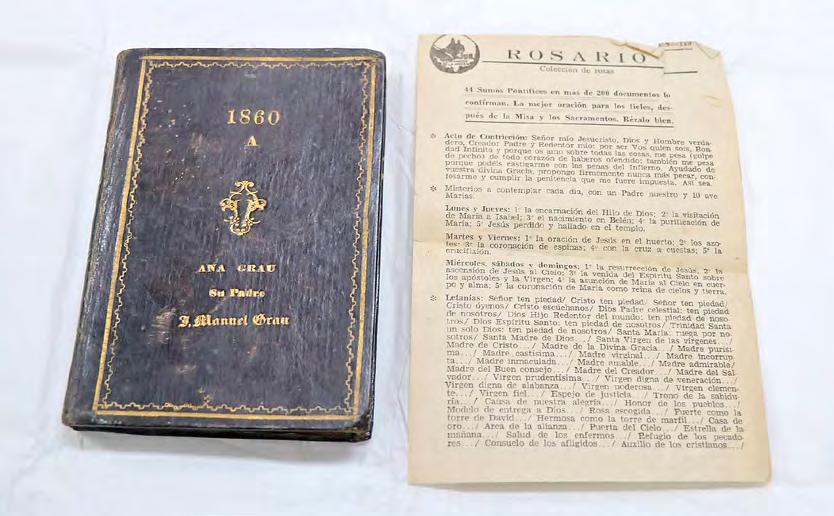 1860
A
ANA GRAU
Su Padre
J. Manuel Grau
ROSARIO
Colección de rosas
44 Sumos Pontífices en más de 200 documentos lo
confirman. La mejor oración para los fieles, des-
pués de la Misa y los Sacramentos. Rézalo bien.
Acto de Contricción: Señor mío Jesucristo, Dios y Hombre verda-
dero, Creador Padre y Redentor mío: por ser Vos quien sois, Bon-
dad Infinita y porque os amo sobre todas las cosas, me pesa (golpe
de pecho) de todo corazón de haberos ofendido; también me pesa
porque podéis castigarme con las penas del Infierno. Ayudado de
vuestra divina Gracia, propongo firmemente nunca más pecar, con-
fesarme y cumplir la penitencia que me fuere impuesta. Así sea.
Misterios a contemplar cada día, con un Padre nuestro y 10 ave
Marías.
Lunes y Jueves: 1º la encarnación del Hijo de Dios; 2º la visitación
de María a Isabel; 3º el nacimiento en Belén; 4º la purificación de
María; 5º Jesús perdido y hallado en el templo.
Martes y Viernes: 1º la oración de Jesús en el huerto; 2º los azo-
tes; 3º la coronación de espinas; 4º con la cruz a cuestas; 5º la
crucifixión.
Miércoles, sábados y domingos: 1º la resurrección de Jesús, 2º la
ascensión de Jesús al Cielo; 3º la venida del Espíritu Santo sobre
los apóstoles y la Virgen; 4º la asunción de María al Cielo en cuer-
po y alma; 5º la coronación de María como reina de cielos y tierra.
Letanías: Señor ten piedad/ Cristo ten piedad/ Señor ten piedad/
Cristo óyenos/ Cristo escúchanos/ Dios Padre celestial: ten piedad
de nosotros/ Dios Hijo Redentor del mundo: ten piedad de noso-
tros/ Dios Espíritu Santo: ten piedad de nosotros/ Trinidad Santa
un solo Dios: ten piedad de nosotros/ Santa María: ruega por no-
sotros/ Santa Madre de Dios.../ Santa Virgen de las vírgenes.../
Madre de Cristo.../ Madre de la Divina Gracia.../ Madre purísi-
ma.../ Madre castísima.../ Madre virginal.../ Madre incorrup-
ta.../ Madre inmaculada.../ Madre amable.../ Madre admirable/
Madre del Buen consejo.../ Madre del Creador.../ Madre del Sal-
vador.../ Virgen prudentísima.../ Virgen digna de veneración.../
Virgen digna de alabanza.../ Virgen poderosa.../ Virgen clemen-
te.../ Virgen fiel.../ Espejo de justicia.../ Trono de la sabidu-
ría.../ Causa de nuestra alegría.../ Honor de los pueblos.../
Modelo de entrega a Dios.../ Rosa escogida.../ Fuerte como la
torre de David.../ Hermosa como la torre de marfil.../ Casa de
oro.../ Arca de la alianza.../ Puerta del Cielo.../ Estrella de la
mañana.../ Salud de los enfermos.../ Refugio de los pecado-
res.../ Consuelo de los afligidos.../ Auxilio de los cristianos.../